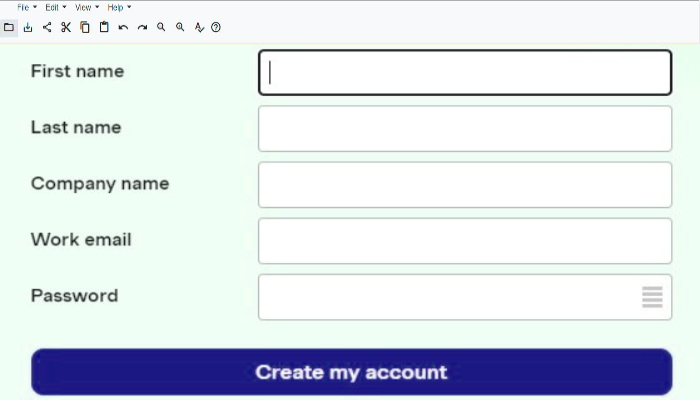 File Edit View Help
First name
Last name
Company name
Work email
Password
Create my account